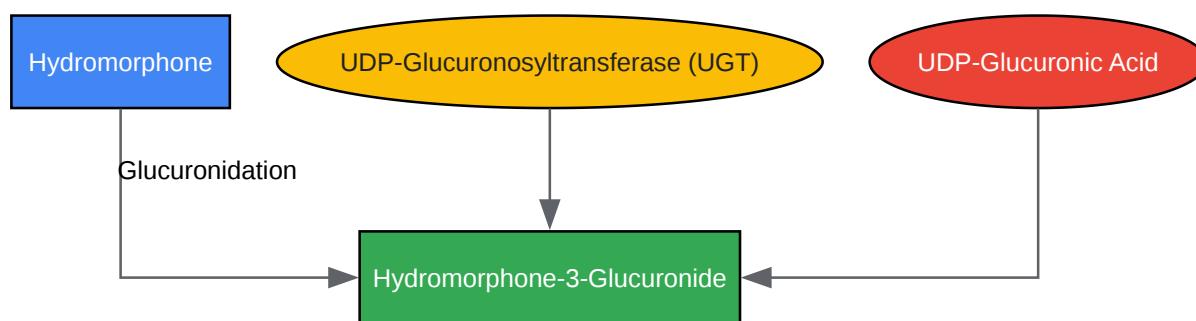 Hydromorphone
UDP-Glucuronosyltransferase (UGT)
UDP-Glucuronic Acid
Glucuronidation
Hydromorphone-3-Glucuronide